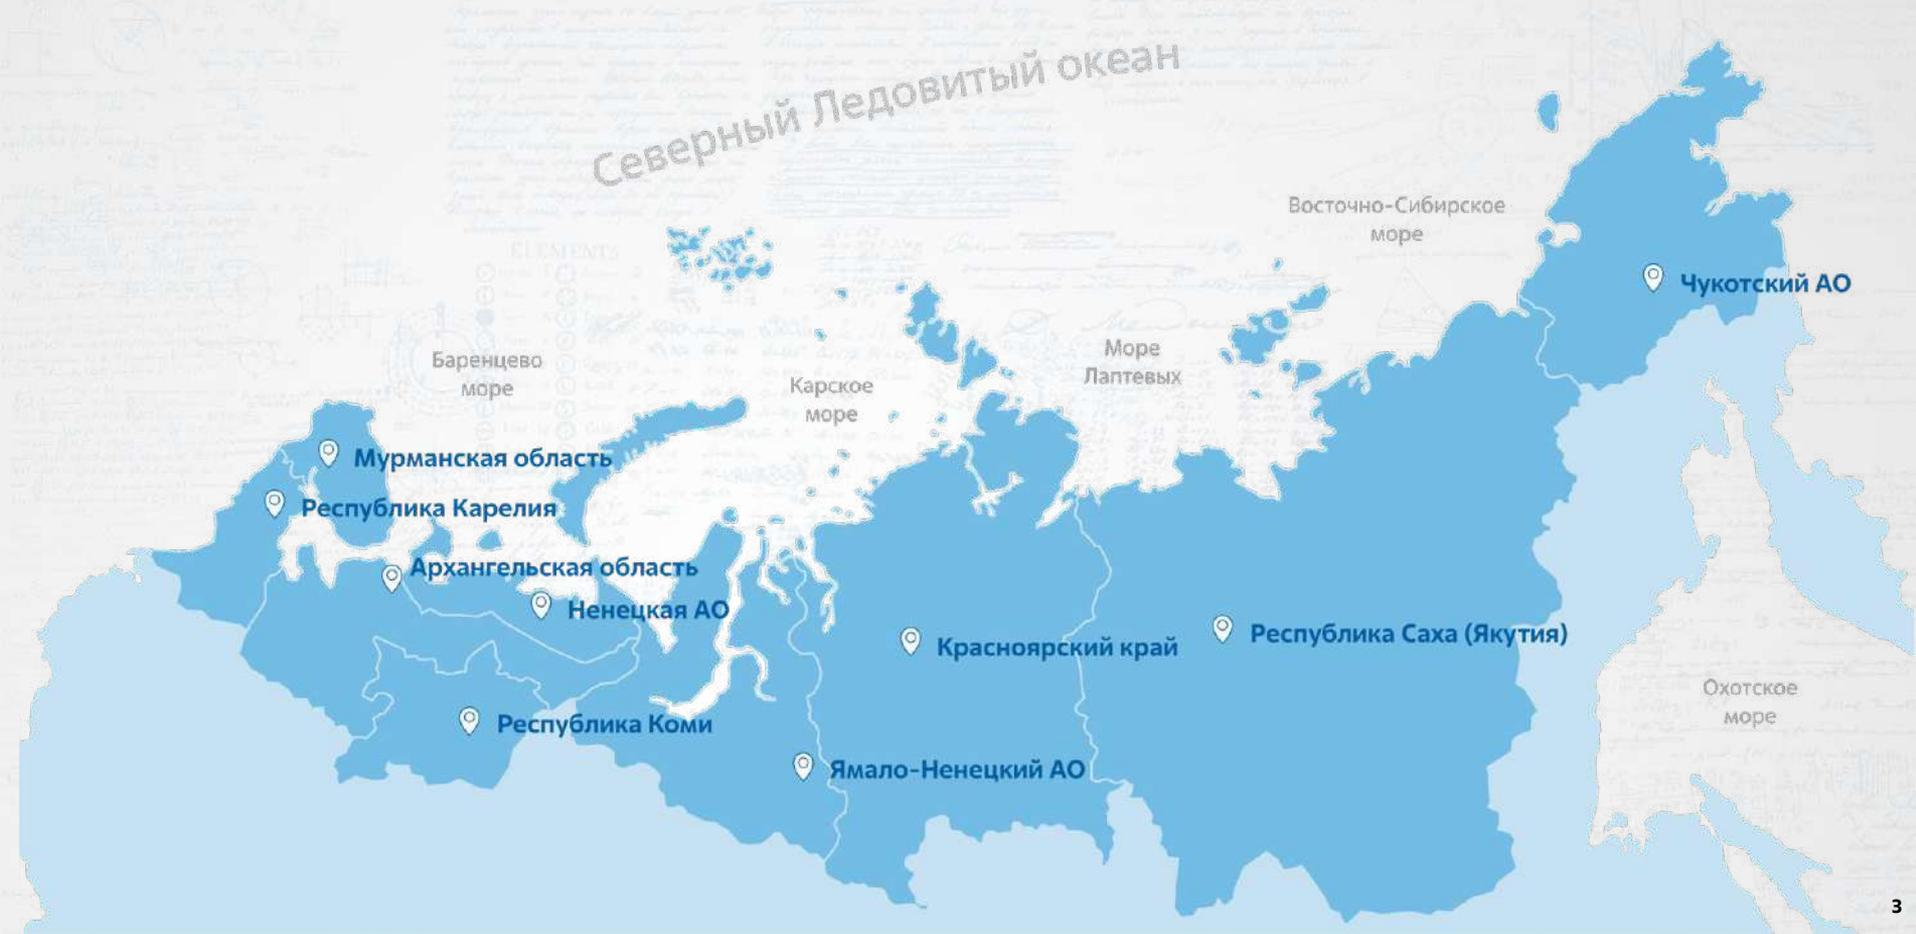 Северный Ледовитый океан
Восточно-Сибирское
море
Чукотский АО
ELEMENTS
Баренцево
море
Карское
море
Море
Лаптевых
Мурманская область
Республика Карелия
Архангельская область
Ненецкая АО
Красноярский край
Республика Саха (Якутия)
Охотское
море
Республика Коми
Ямало-Ненецкий АО
3